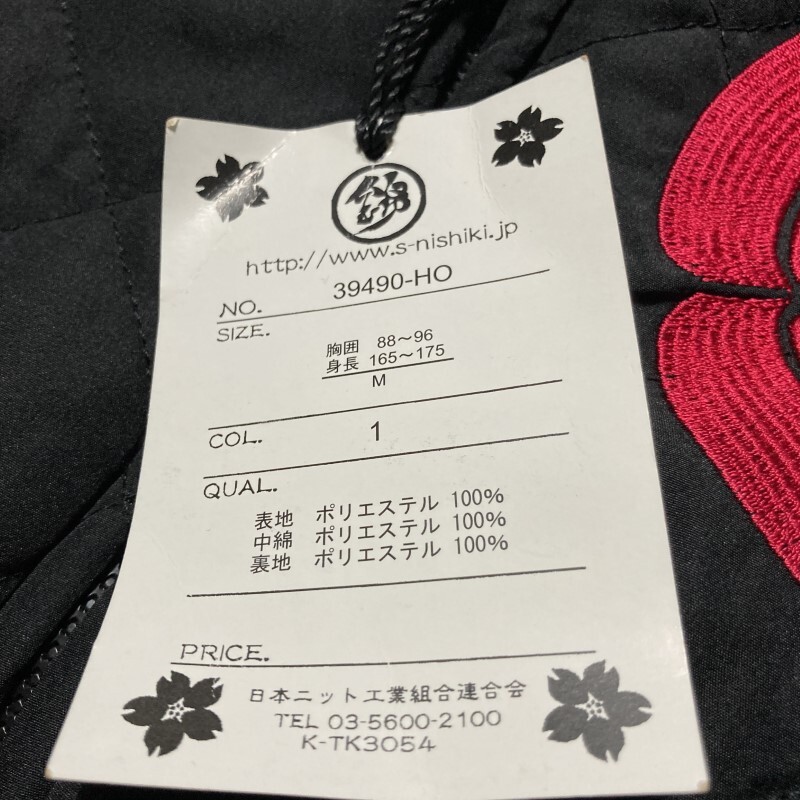 錦
http://www.s-nishiki.jp
NO. 39490-HO
SIZE.
胸囲 88～96
身長 165～175
M
COL. 1
QUAL.
表地 ポリエステル 100%
中綿 ポリエステル 100%
裏地 ポリエステル 100%
PRICE.
日本ニット工業組合連合会
TEL 03-5600-2100
K-TK3054